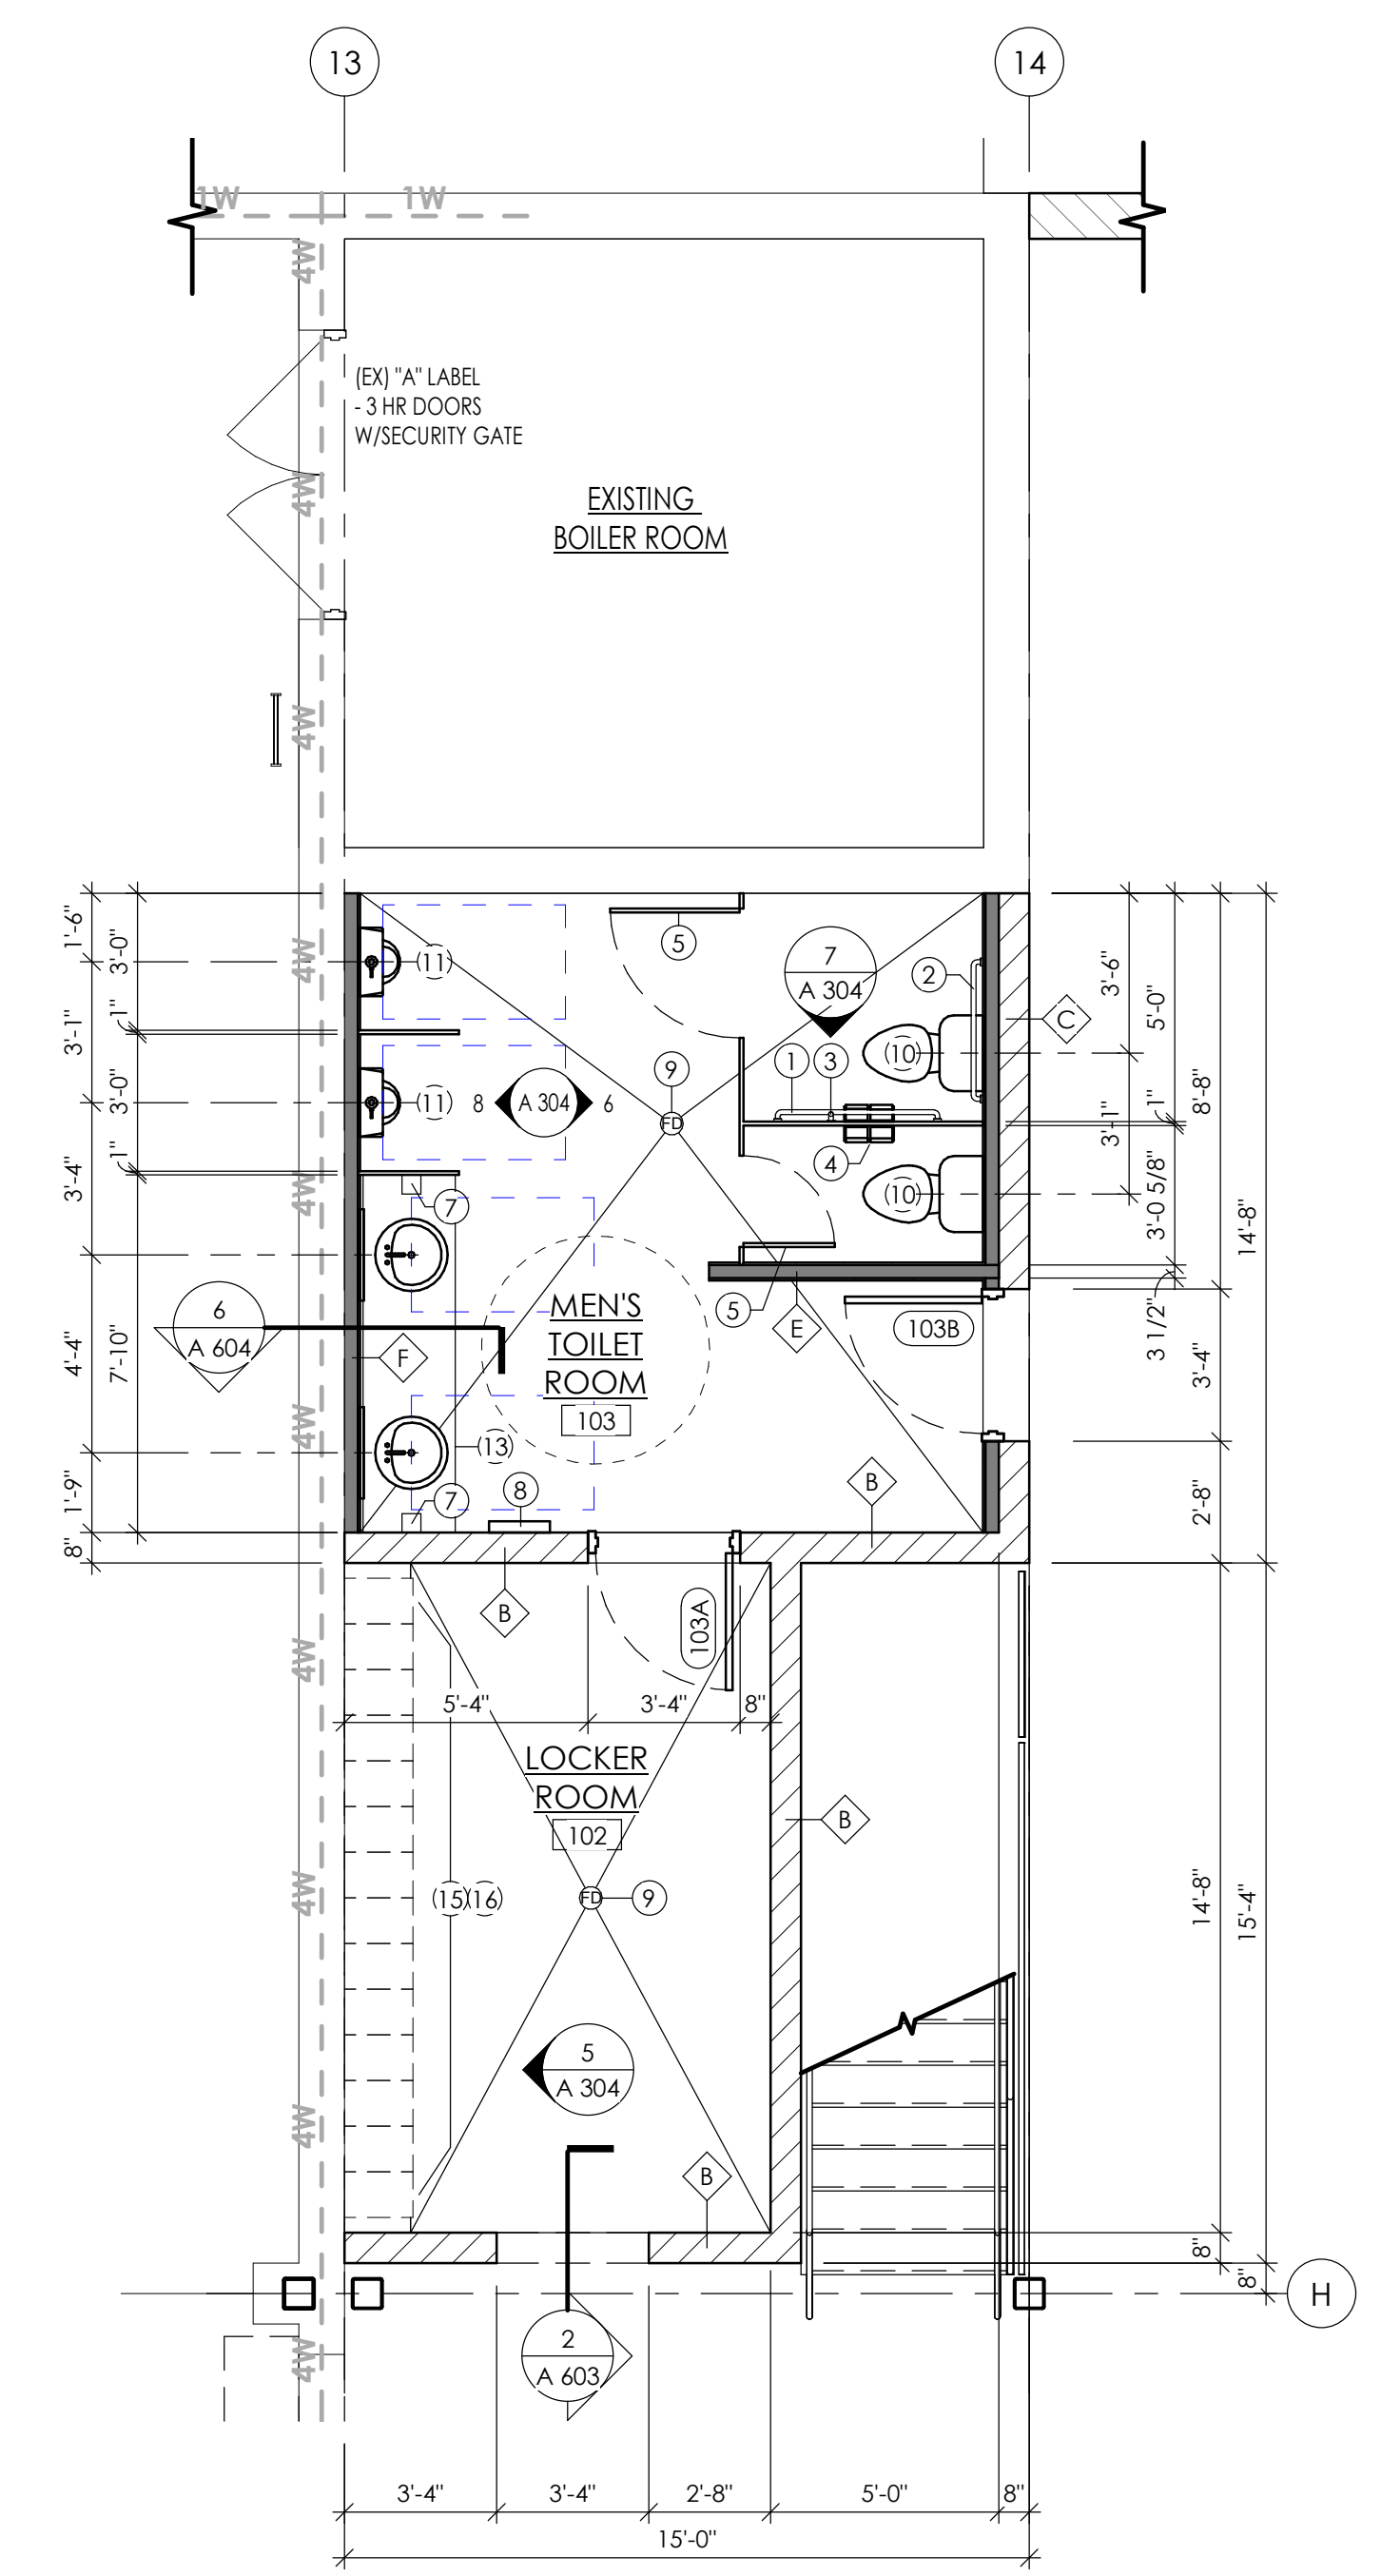 13
14
1W
1W
4W
(EX) "A" LABEL
- 3 HR DOORS
W/SECURITY GATE
4W
EXISTING
BOILER ROOM
4W
1'-6"
3'-0"
1"
3'-1"
3'-0"
1"
3'-4"
4'-4"
7'-10"
1'-9"
8"
4W
4W
4W
11
5
7
A 304
2
3'-6"
5'-0"
C
10
1
3
9
11
8
A 304
6
FD
8'-8"
1"
3'-1"
4
10
3'-0 5/8"
14'-8"
7
6
A 604
F
MEN'S
TOILET
ROOM
103
5
E
103B
3 1/2"
3'-4"
13
B
7
8
2'-8"
B
103A
4W
5'-4"
3'-4"
8"
LOCKER
ROOM
102
B
4W
15
16
FD
9
14'-8"
15'-4"
5
A 304
4W
B
8"
8"
H
4W
2
A 603
3'-4"
3'-4"
2'-8"
5'-0"
8"
15'-0"